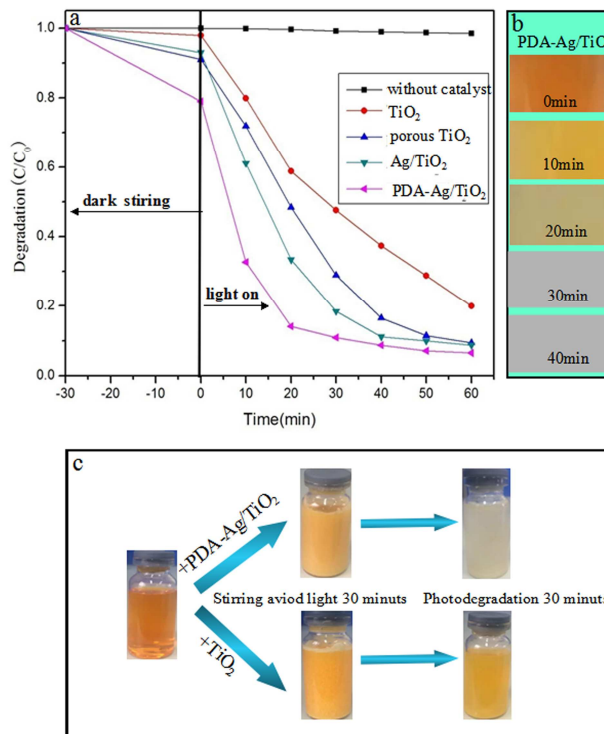 a
Degradation (C/C0)
1.0
0.8
0.6
0.4
0.2
0.0
-30
-20
-10
0
10
20
30
40
50
60
Time(min)
without catalyst
TiO2
porous TiO2
Ag/TiO2
PDA-Ag/TiO2
dark stiring
light on
b
PDA-Ag/TiO
0min
10min
20min
30min
40min
c
+PDA-Ag/TiO2
+TiO2
Stirring aviod light 30 minuts
Photodegradation 30 minuts